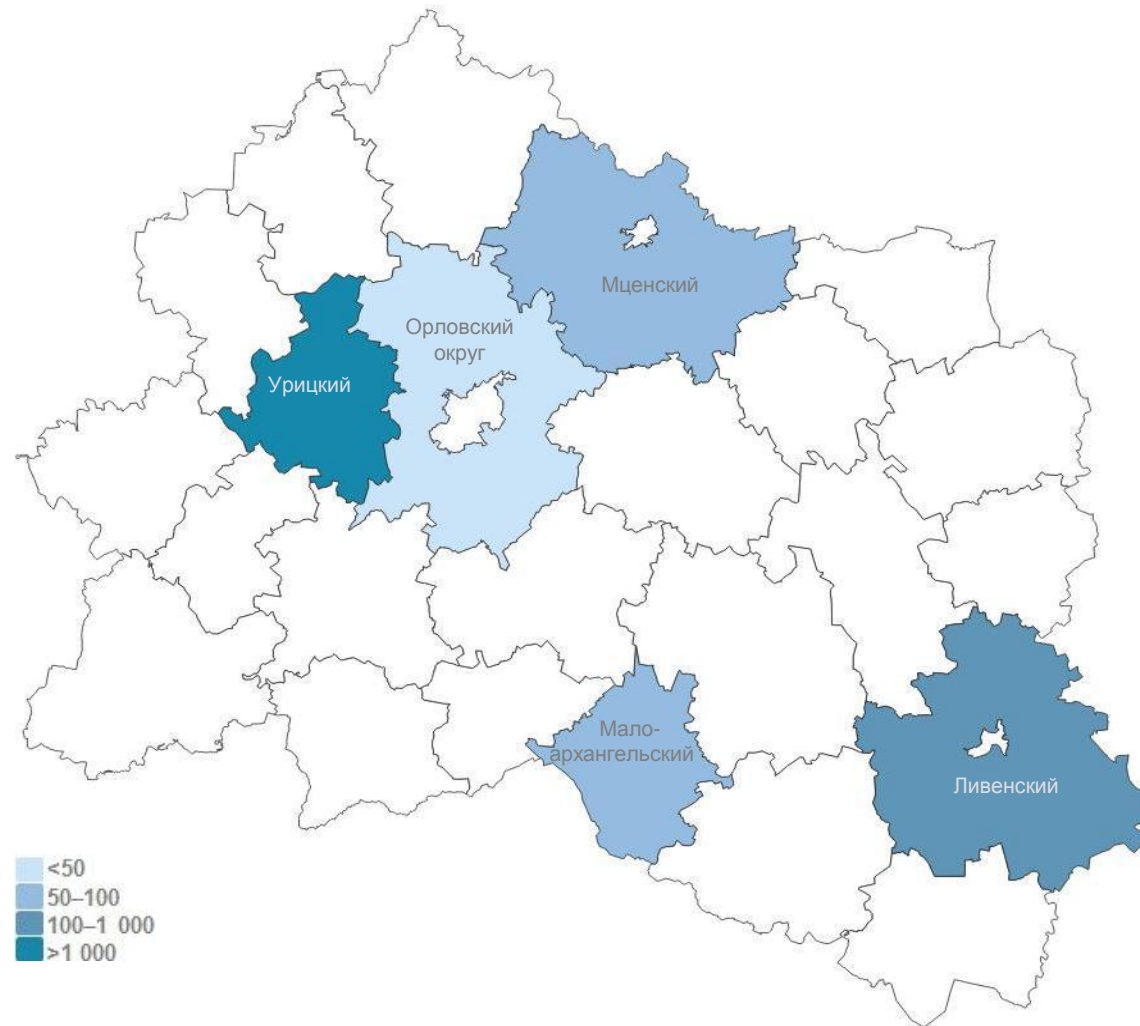 Мценский
Орловский
округ
Урицкий
Мало-
архангельский
Ливенский
<50
50–100
100–1 000
>1 000